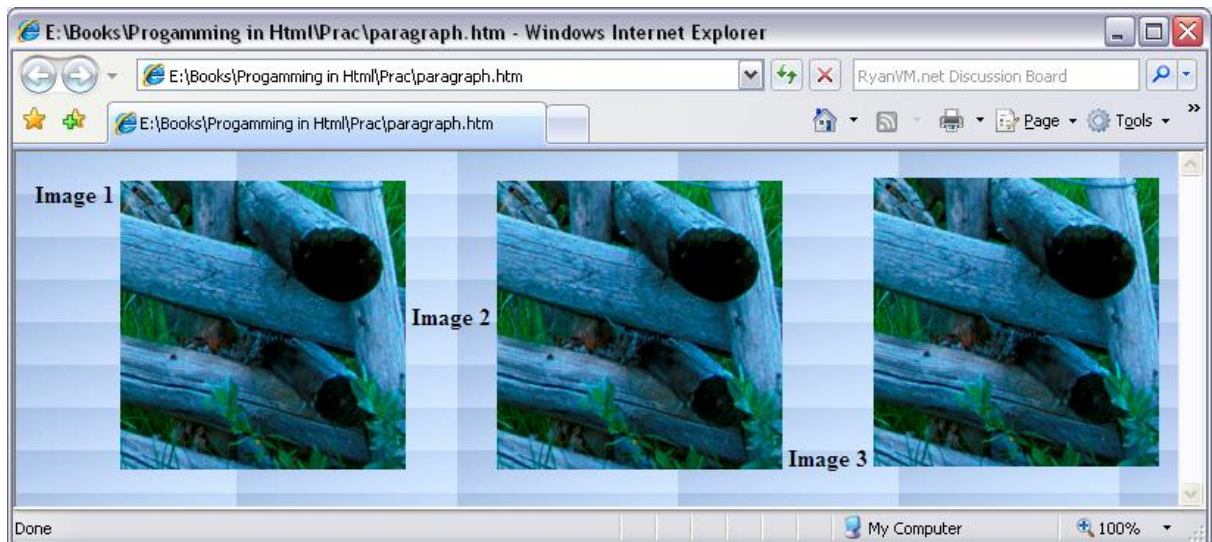 E:\Books\Progamming in Html\Prac\paragraph.htm - Windows Internet Explorer
E:\Books\Progamming in Html\Prac\paragraph.htm RyanVM.net Discussion Board
E:\Books\Progamming in Html\Prac\paragraph.htm Page Tools »
Image 1
Image 2
Image 3
Done My Computer 100%